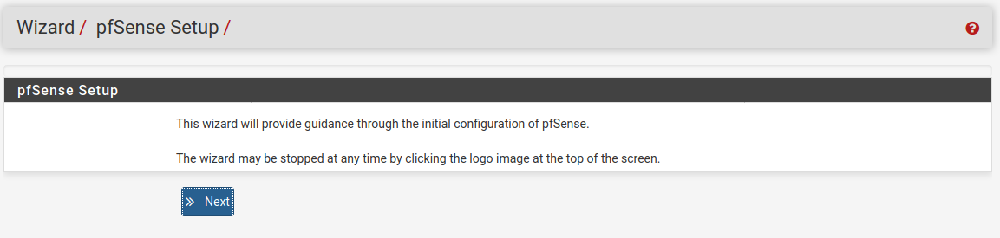 Wizard / pfSense Setup /
pfSense Setup
This wizard will provide guidance through the initial configuration of pfSense.
The wizard may be stopped at any time by clicking the logo image at the top of the screen.
» Next